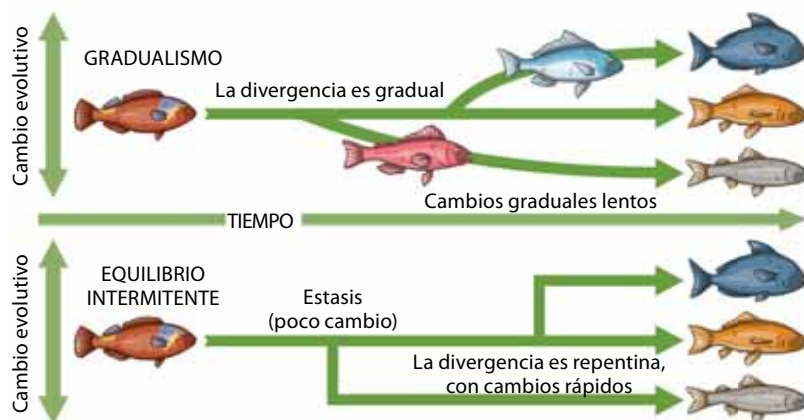 Cambio evolutivo
GRADUALISMO
La divergencia es gradual
Cambios graduales lentos
TIEMPO
Cambio evolutivo
EQUILIBRIO
INTERMITENTE
Estasis
(poco cambio)
La divergencia es repentina,
con cambios rápidos